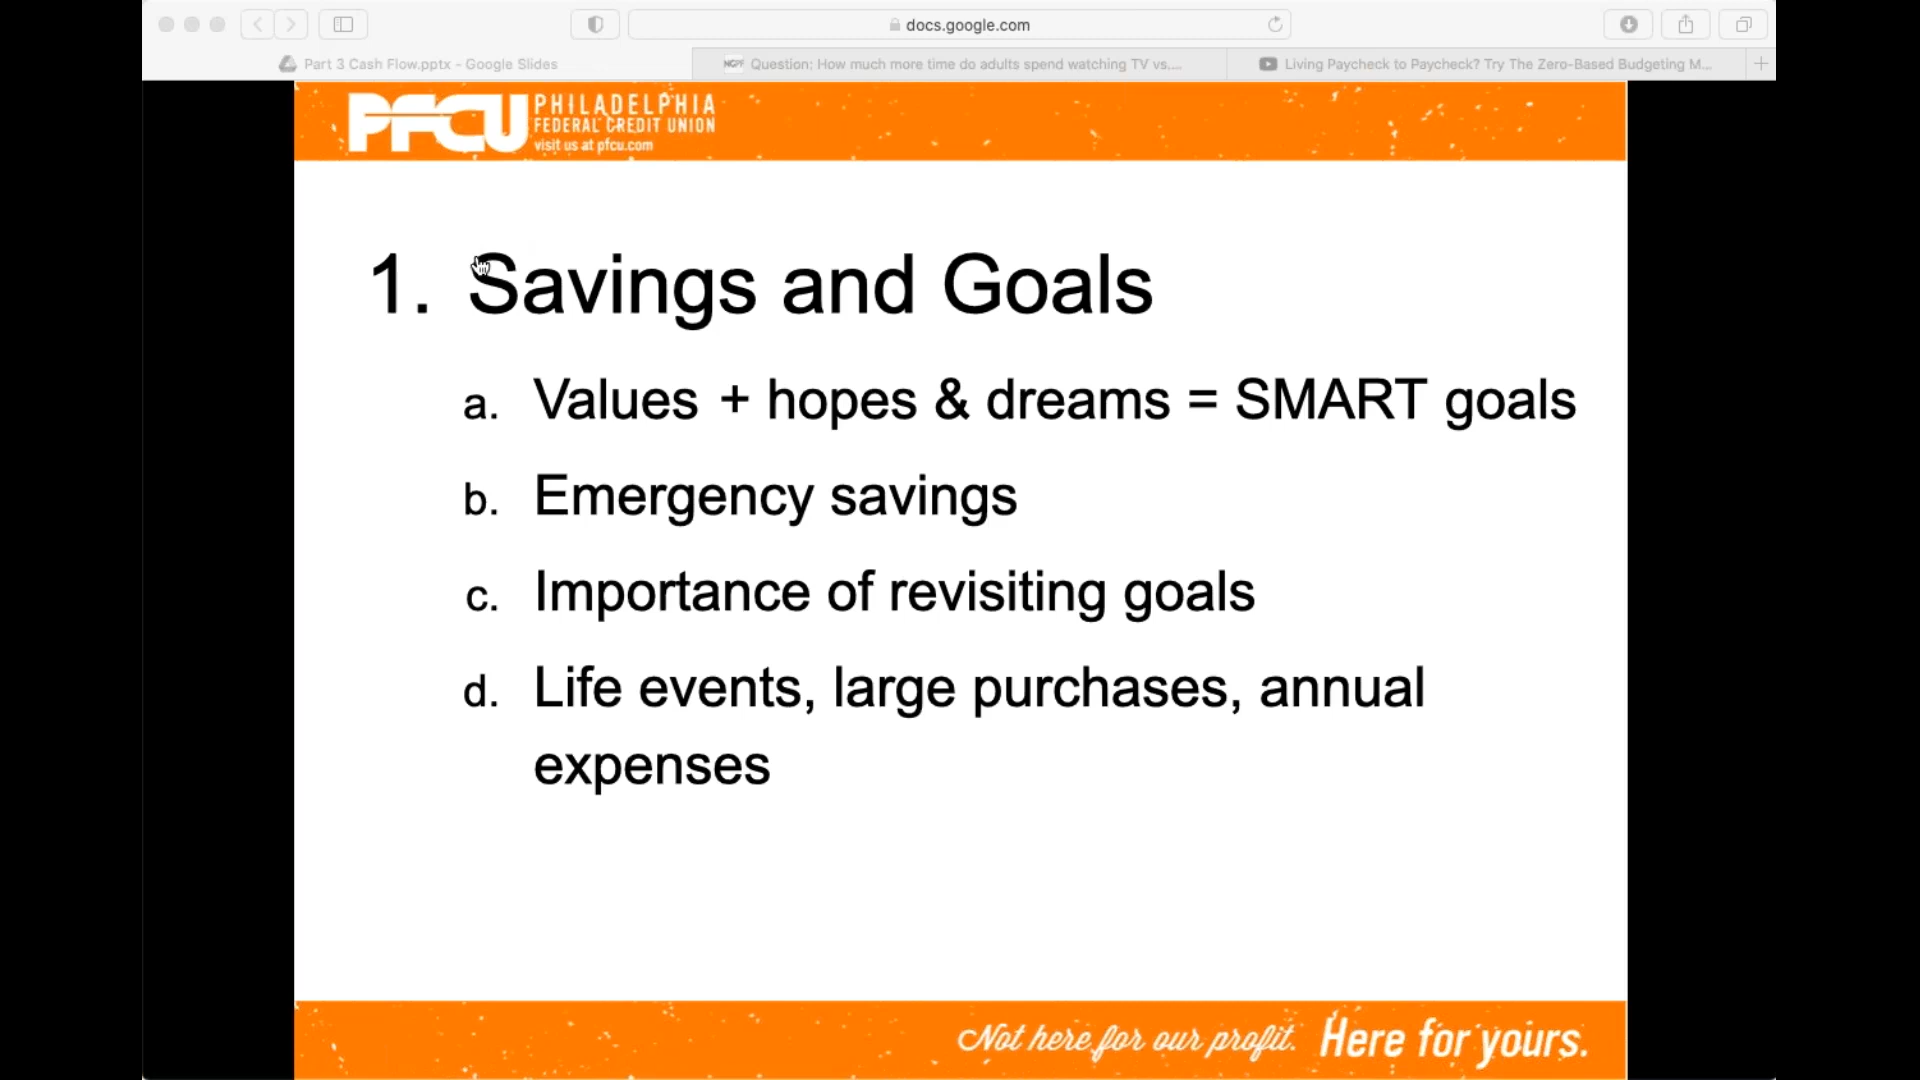 docs.google.com
Part 3 Cash Flow.pptx - Google Slides
NGPF Question: How much more time do adults spend watching TV vs....
Living Paycheck to Paycheck? Try The Zero-Based Budgeting M...
PFCU PHILADELPHIA
FEDERAL CREDIT UNION
visit us at pfcu.com
1. Savings and Goals
a. Values + hopes & dreams = SMART goals
b. Emergency savings
c. Importance of revisiting goals
d. Life events, large purchases, annual
expenses
Not here for our profit. Here for yours.